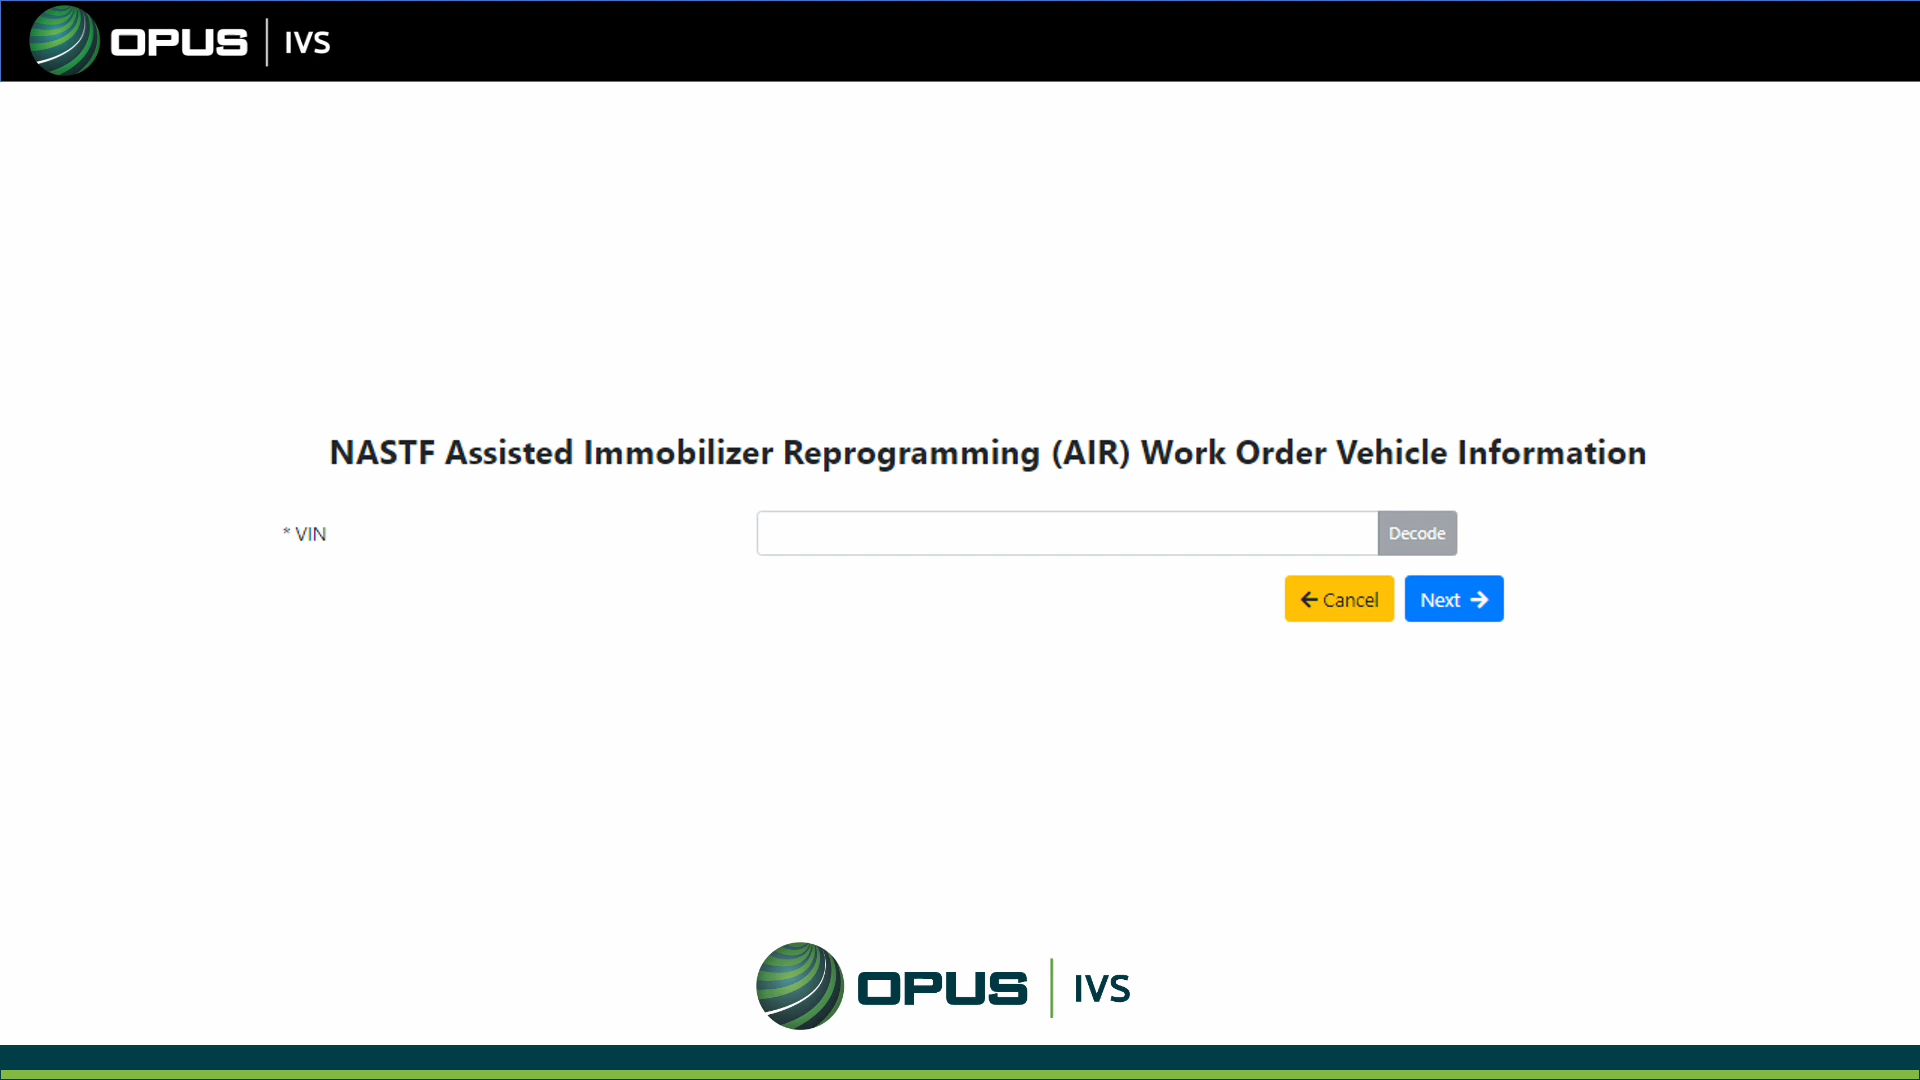 OPUS | IVS
NASTF Assisted Immobilizer Reprogramming (AIR) Work Order Vehicle Information
* VIN
Decode
Cancel
Next
OPUS | IVS